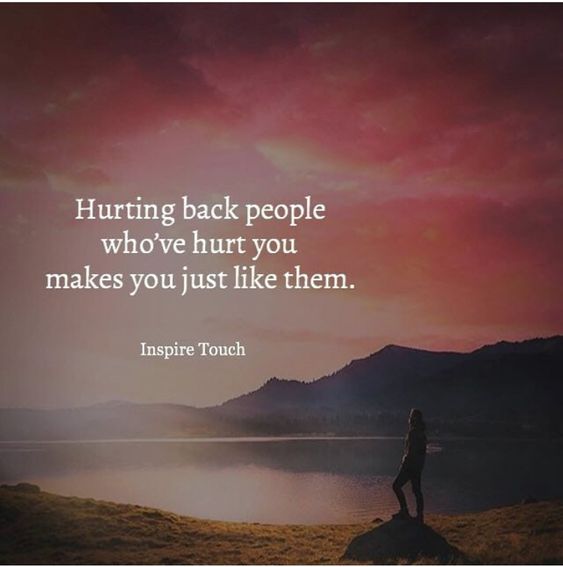 Hurting back people
who’ve hurt you
makes you just like them.
Inspire Touch